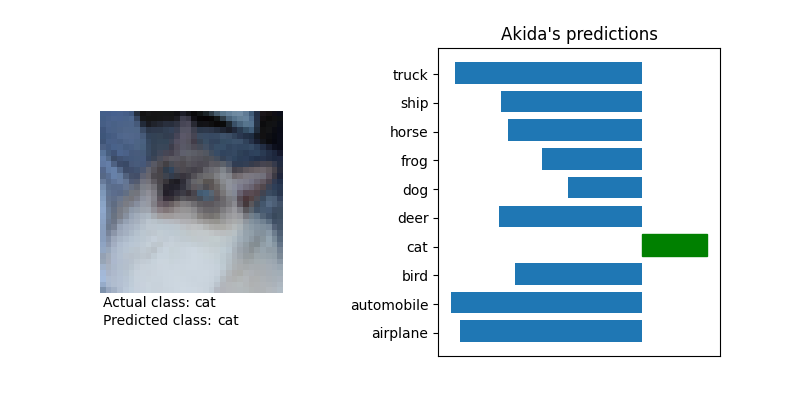 Akida's predictions
truck
ship
horse
frog
dog
deer
cat
bird
automobile
airplane
Actual class: cat
Predicted class: cat